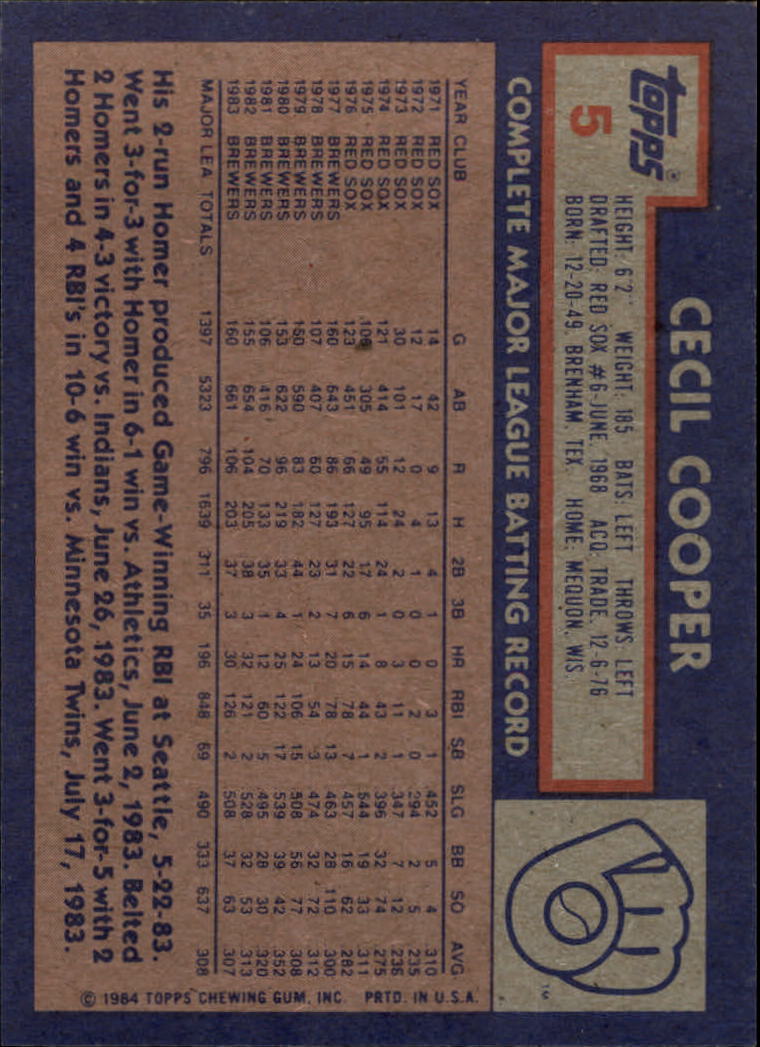 topps®
5
CECIL COOPER
HEIGHT: 6'2" WEIGHT: 185 BATS: LEFT THROWS: LEFT
DRAFTED: RED SOX #6-JUNE, 1968 ACQ: TRADE, 12-6-76
BORN: 12-20-49, BRENHAM, TEX. HOME: MEQUON, WIS.
COMPLETE MAJOR LEAGUE BATTING RECORD
YEAR CLUB G AB R H 2B 3B HR RBI SB SLG BB SO AVG
1971 RED SOX 14 42 9 13 4 1 0 3 1 .452 5 4 .310
1972 RED SOX 12 17 0 4 1 0 0 2 0 .294 2 5 .235
1973 RED SOX 30 101 12 24 2 0 3 11 1 .347 7 12 .238
1974 RED SOX 121 414 55 114 24 1 8 43 2 .396 32 74 .275
1975 RED SOX 106 305 49 95 17 6 14 44 1 .544 19 33 .311
1976 RED SOX 123 451 66 127 22 6 15 78 7 .457 16 62 .282
1977 BREWERS 160 643 86 193 31 7 20 78 13 .463 28 110 .300
1978 BREWERS 107 407 60 127 23 2 13 54 3 .474 32 72 .312
1979 BREWERS 150 590 83 182 44 1 24 106 15 .508 56 77 .308
1980 BREWERS 153 622 96 219 33 4 25 122 17 .539 39 42 .352
1981 BREWERS 106 416 70 133 35 1 12 60 5 .495 28 30 .320
1982 BREWERS 155 654 104 205 38 3 32 121 2 .528 32 53 .313
1983 BREWERS 160 661 106 203 37 3 30 126 2 .508 37 63 .307
MAJOR LEA. TOTALS 1397 5323 796 1639 311 35 196 848 69 .490 333 637 .308
His 2-run Homer produced Game-Winning RBI at Seattle, 5-22-83.
Went 3-for-3 with Homer in 6-1 win vs. Athletics, June 2, 1983. Belted
2 Homers in 4-3 victory vs. Indians, June 26, 1983. Went 3-for-5 with 2
Homers and 4 RBI's in 10-6 win vs. Minnesota Twins, July 17, 1983.
© 1984 TOPPS CHEWING GUM, INC. PRTD. IN U.S.A.